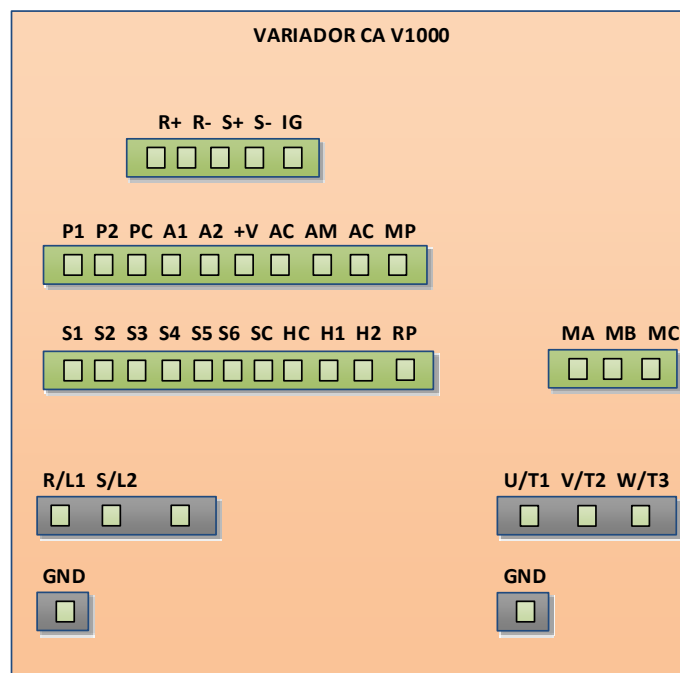 VARIADOR CA V1000
R+ R- S+ S- IG
P1 P2 PC A1 A2 +V AC AM AC MP
S1 S2 S3 S4 S5 S6 SC HC H1 H2 RP
MA MB MC
R/L1 S/L2
U/T1 V/T2 W/T3
GND
GND